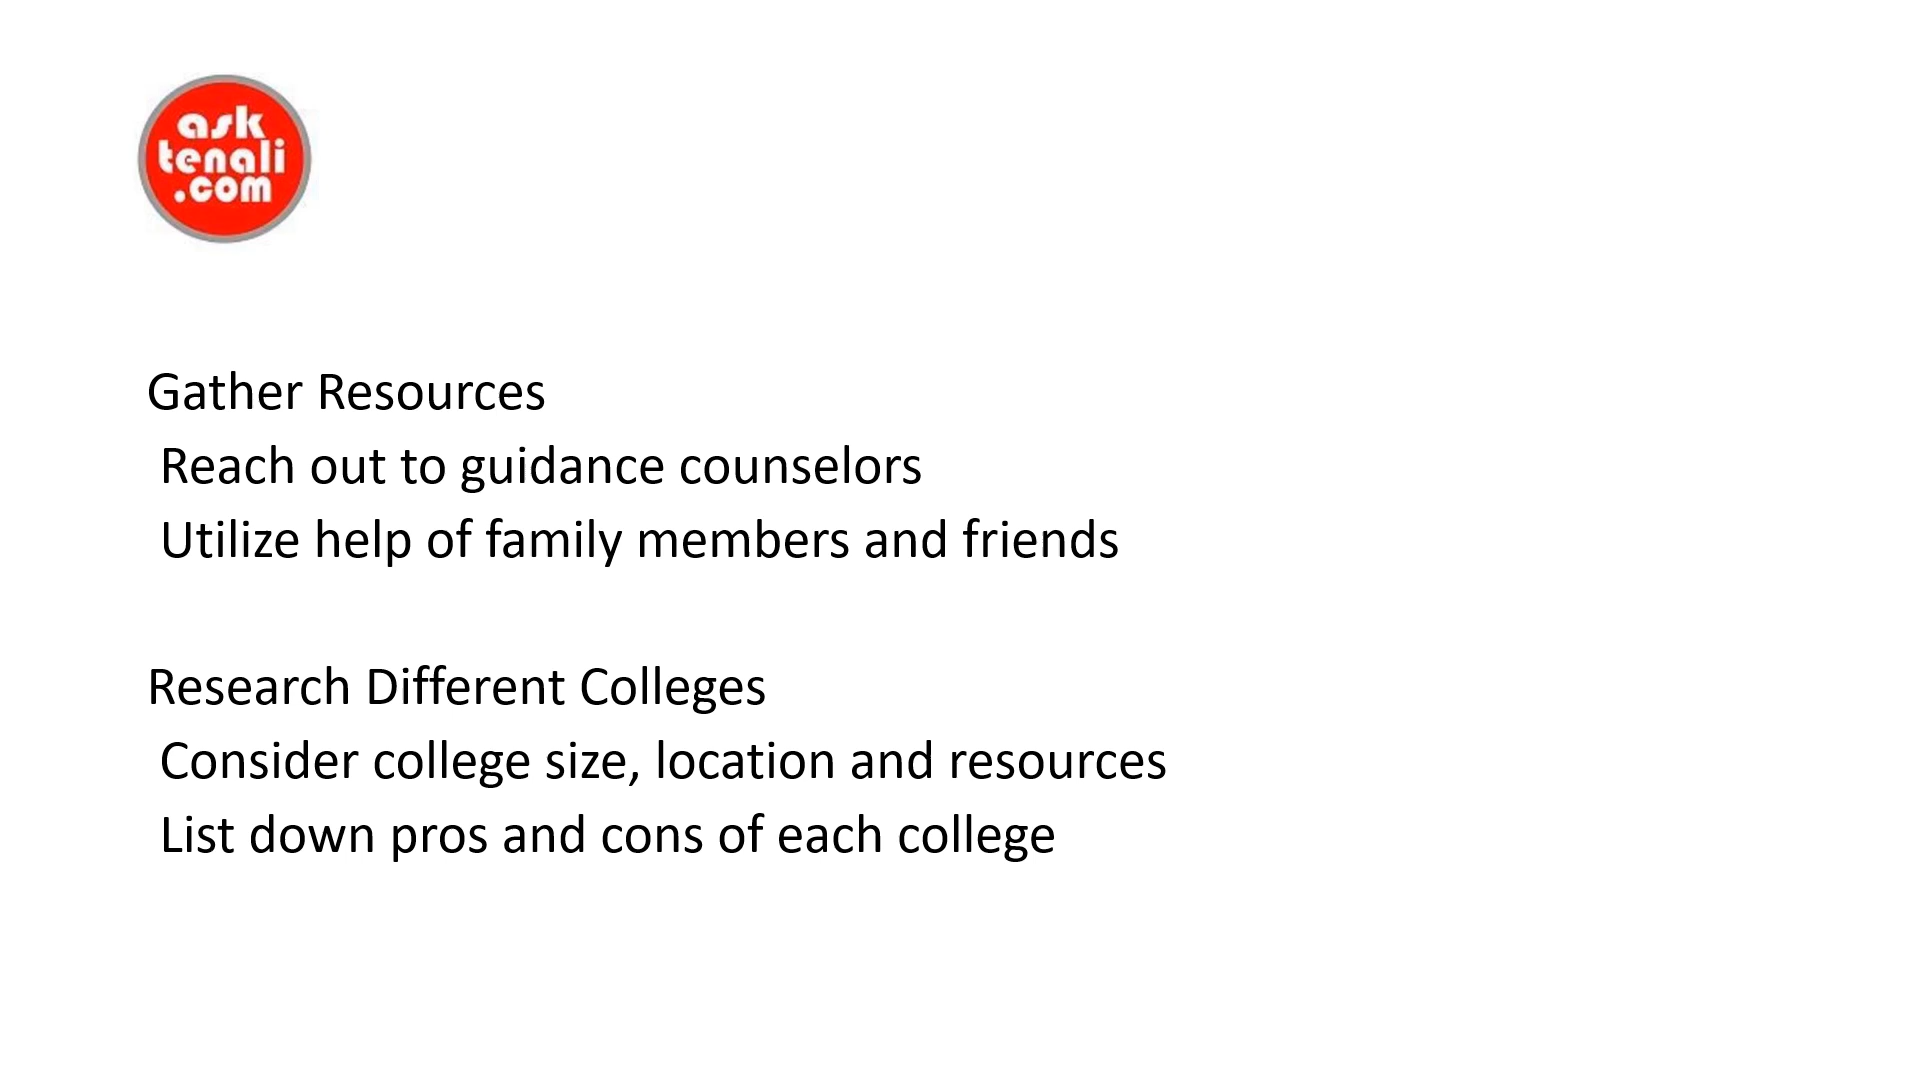 ask
tenali
.com
Gather Resources
Reach out to guidance counselors
Utilize help of family members and friends
Research Different Colleges
Consider college size, location and resources
List down pros and cons of each college